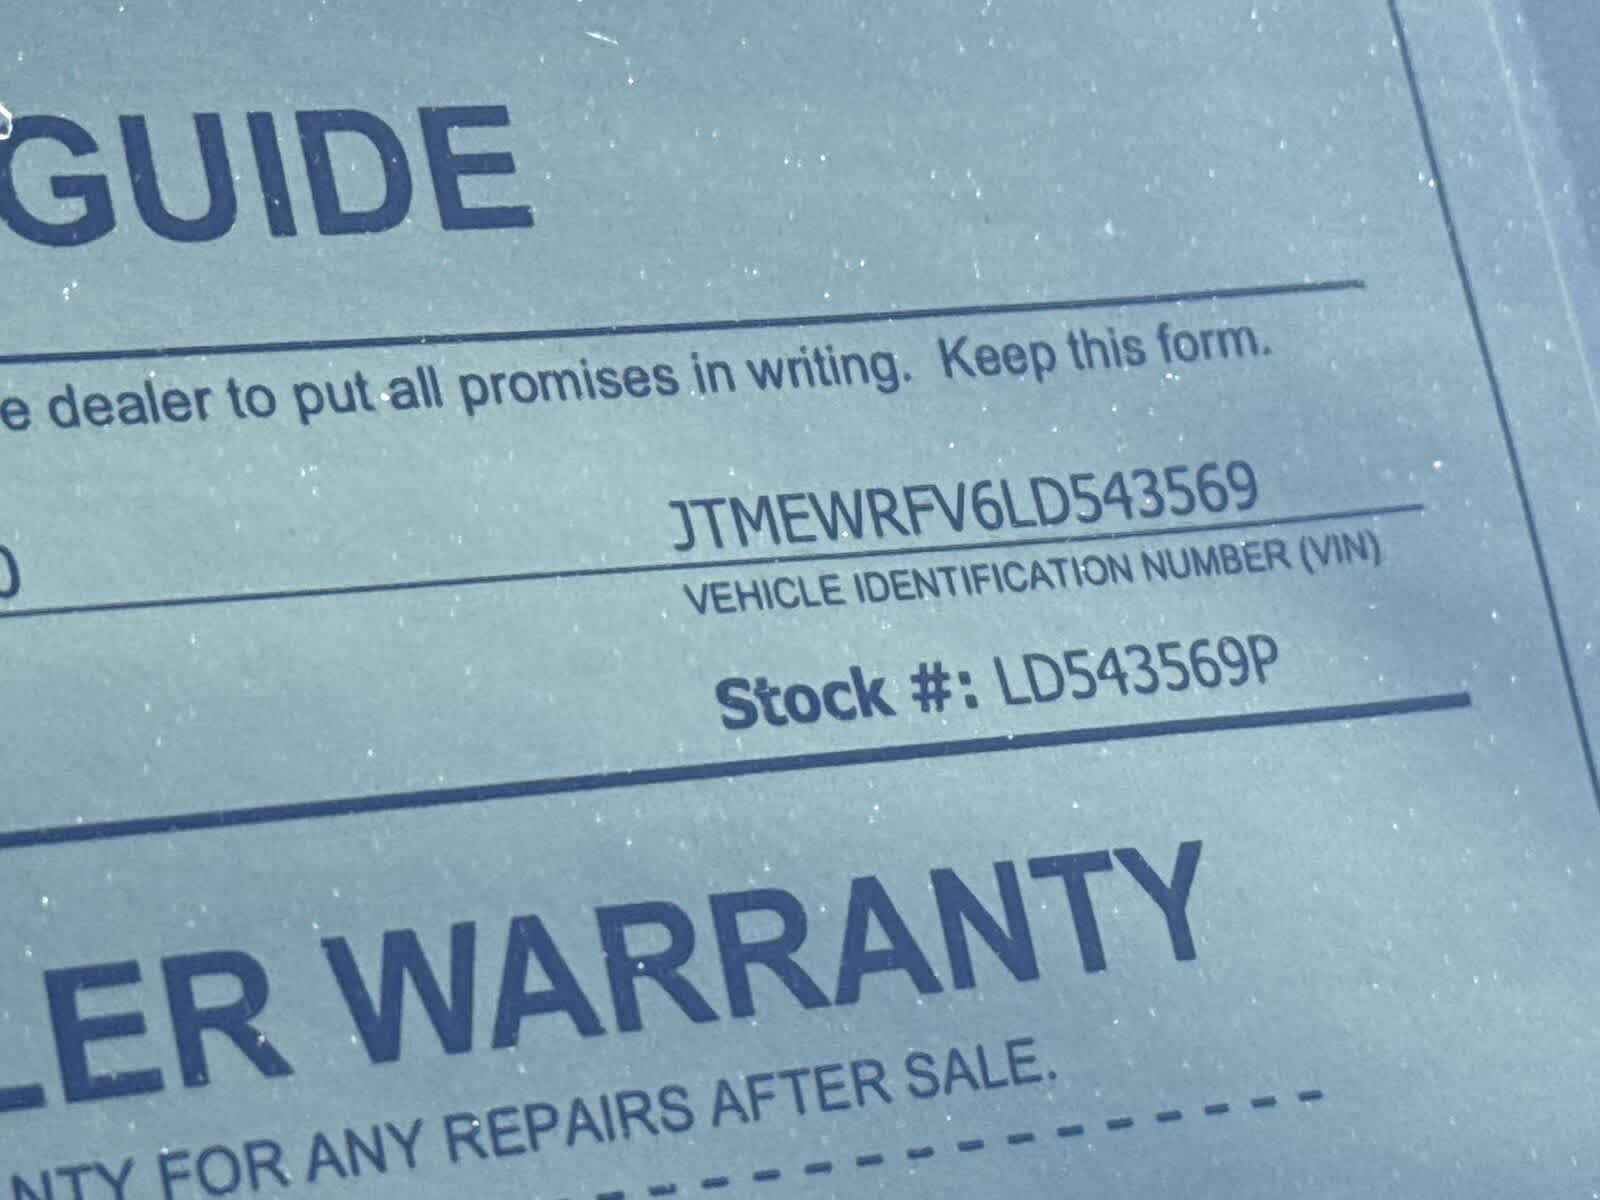 GUIDE
e dealer to put all promises in writing. Keep this form.
JTMEWRFV6LD543569
VEHICLE IDENTIFICATION NUMBER (VIN)
Stock #: LD543569P
LER WARRANTY
NTY FOR ANY REPAIRS AFTER SALE.